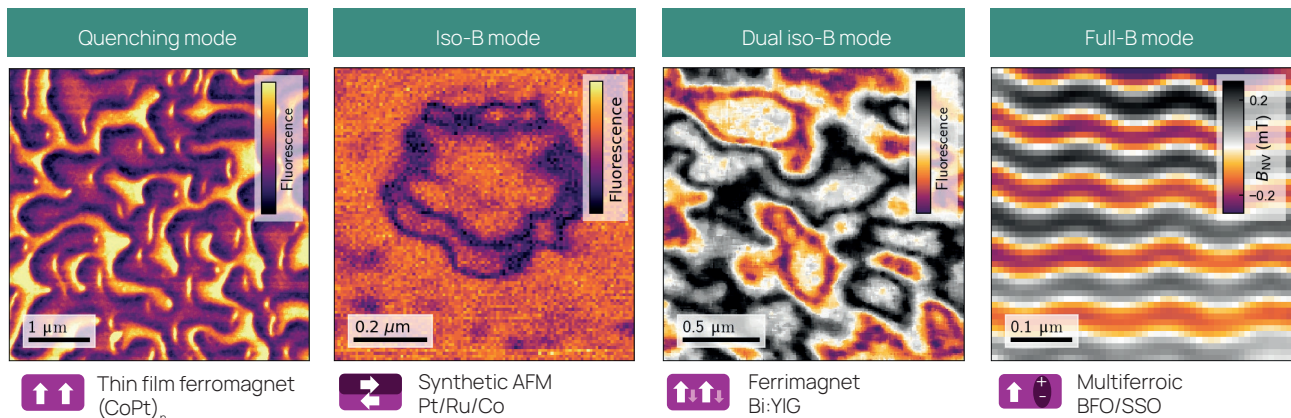 Quenching mode
Iso-B mode
Dual iso-B mode
Full-B mode
Fluorescence
1 µm
Fluorescence
0.2 µm
Fluorescence
0.5 µm
0.2
−0.2
B_NV (mT)
0.1 µm
Thin film ferromagnet
(CoPt)n
Synthetic AFM
Pt/Ru/Co
Ferrimagnet
Bi:YIG
+
−
Multiferroic
BFO/SSO